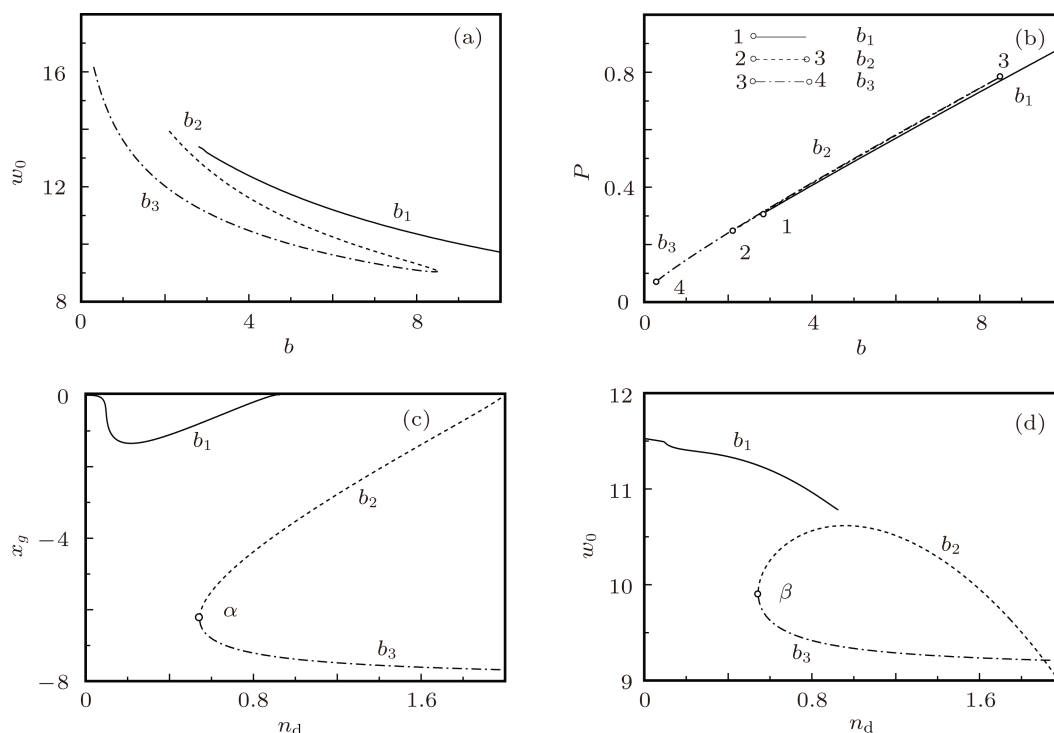 (a)
16
12
8
w₀
b₂
b₃
b₁
0
4
8
b
(b)
1 b₁
2 3 b₂
3 4 b₃
0.8
0.4
0
P
3
b₁
b₂
1
2
b₃
4
0
4
8
b
(c)
0
−4
−8
x_g
b₁
b₂
α
b₃
0
0.8
1.6
n_d
(d)
12
11
10
9
w₀
b₁
b₂
β
b₃
0
0.8
1.6
n_d